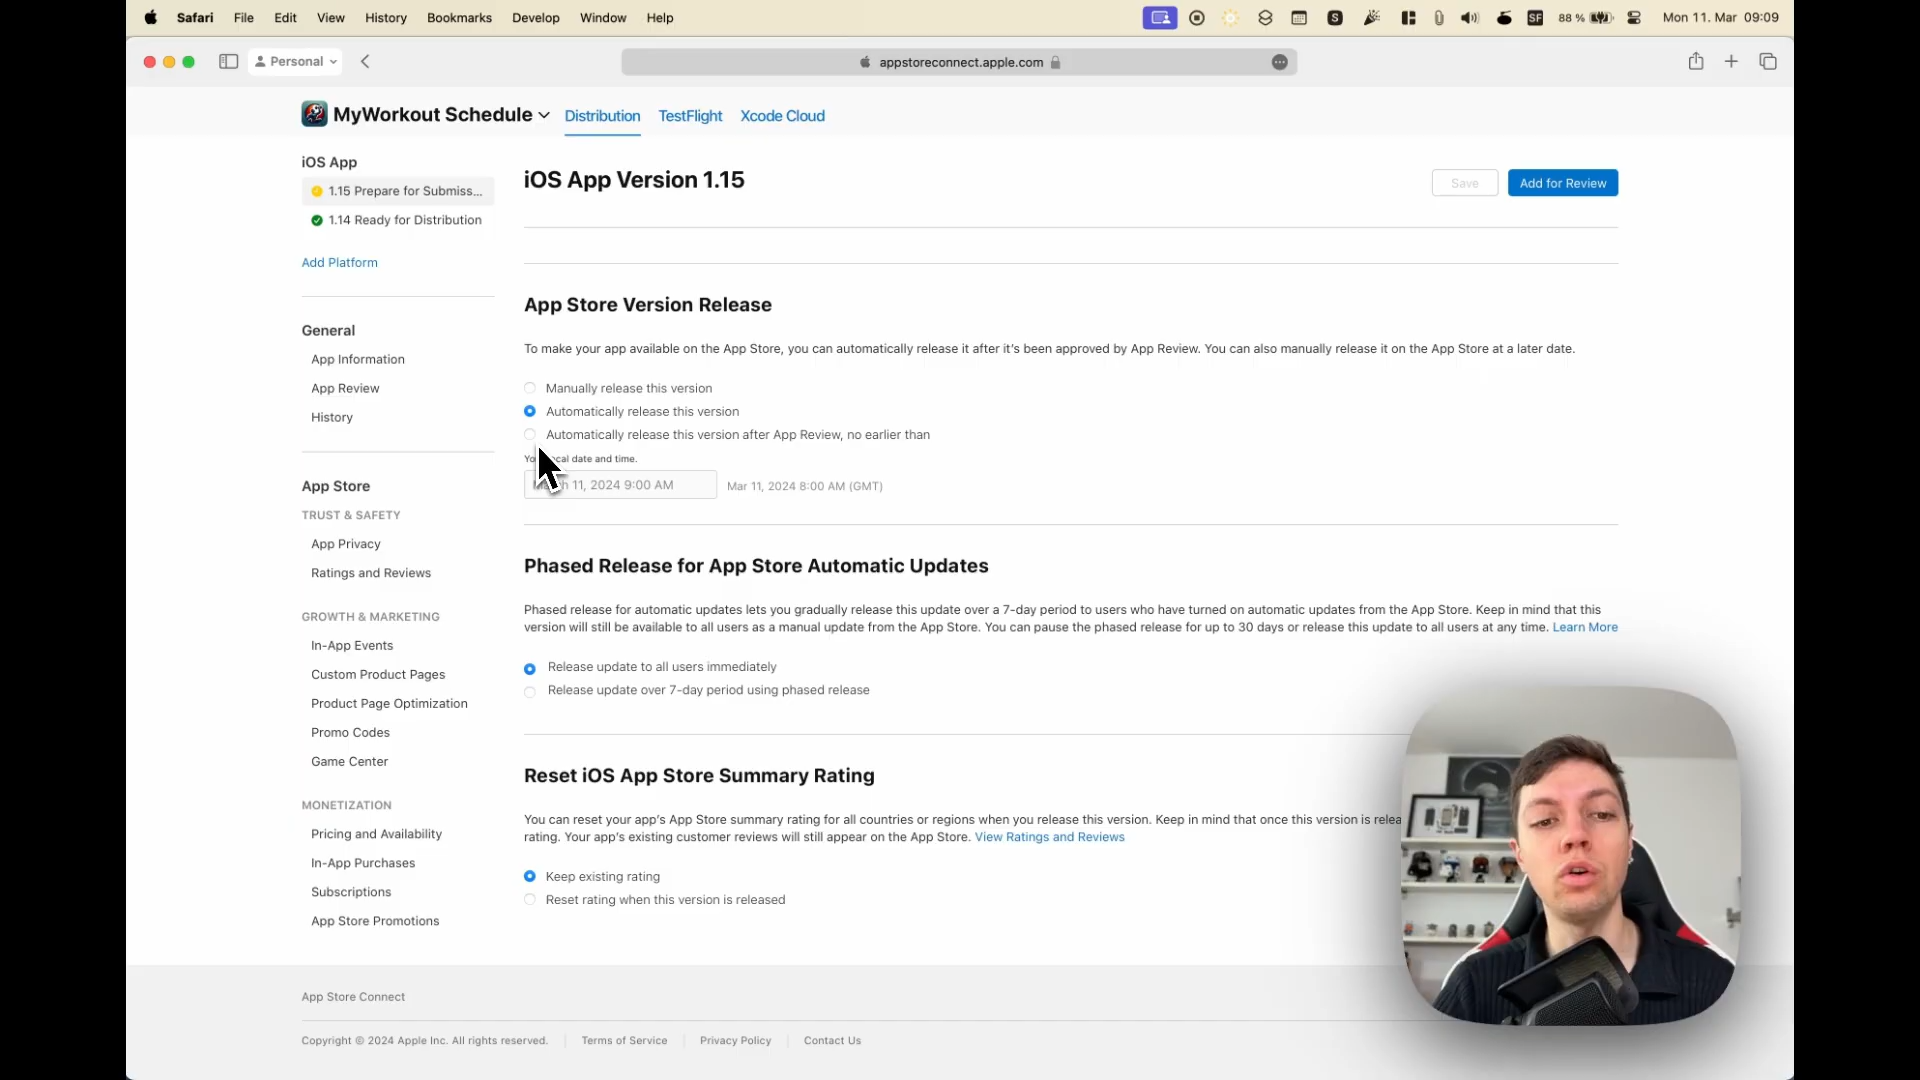 Safari File Edit View History Bookmarks Develop Window Help
S SF 88 % Mon 11. Mar 09:09
Personal
appstoreconnect.apple.com
MyWorkout Schedule Distribution TestFlight Xcode Cloud
iOS App
1.15 Prepare for Submiss...
1.14 Ready for Distribution
Add Platform
General
App Information
App Review
History
App Store
TRUST & SAFETY
App Privacy
Ratings and Reviews
GROWTH & MARKETING
In-App Events
Custom Product Pages
Product Page Optimization
Promo Codes
Game Center
MONETIZATION
Pricing and Availability
In-App Purchases
Subscriptions
App Store Promotions
iOS App Version 1.15
Save Add for Review
App Store Version Release
To make your app available on the App Store, you can automatically release it after it's been approved by App Review. You can also manually release it on the App Store at a later date.
Manually release this version
Automatically release this version
Automatically release this version after App Review, no earlier than
date and time.
11, 2024 9:00 AM Mar 11, 2024 8:00 AM (GMT)
Phased Release for App Store Automatic Updates
Phased release for automatic updates lets you gradually release this update over a 7-day period to users who have turned on automatic updates from the App Store. Keep in mind that this
version will still be available to all users as a manual update from the App Store. You can pause the phased release for up to 30 days or release this update to all users at any time. Learn More
Release update to all users immediately
Release update over 7-day period using phased release
Reset iOS App Store Summary Rating
You can reset your app's App Store summary rating for all countries or regions when you release this version. Keep in mind that once this version is relea
rating. Your app's existing customer reviews will still appear on the App Store. View Ratings and Reviews
Keep existing rating
Reset rating when this version is released
App Store Connect
Copyright © 2024 Apple Inc. All rights reserved. Terms of Service Privacy Policy Contact Us